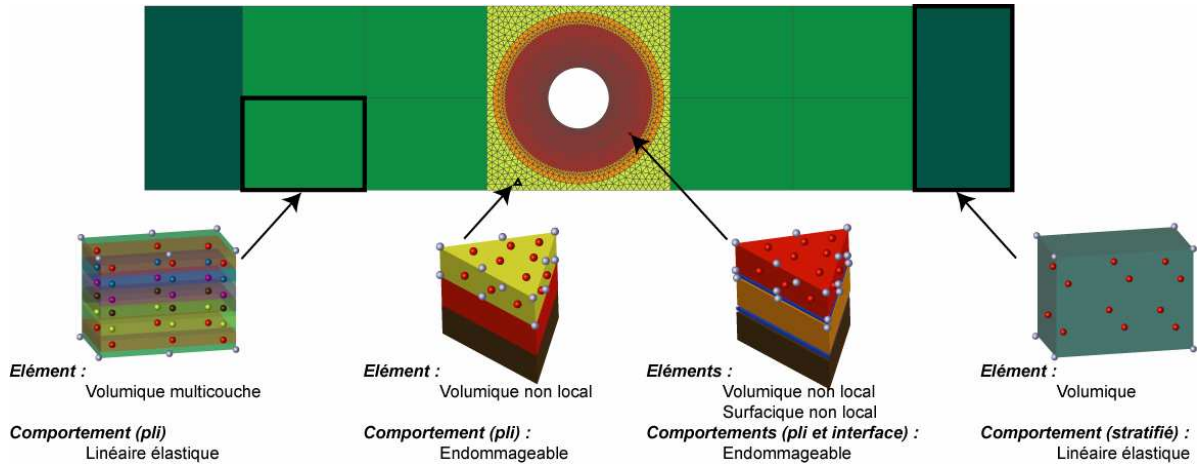 Elément :
Volumique multicouche
Comportement (pli)
Linéaire élastique
Elément :
Volumique non local
Comportement (pli) :
Endommageable
Eléments :
Volumique non local
Surfacique non local
Comportements (pli et interface) :
Endommageable
Elément :
Volumique
Comportement (stratifié) :
Linéaire élastique